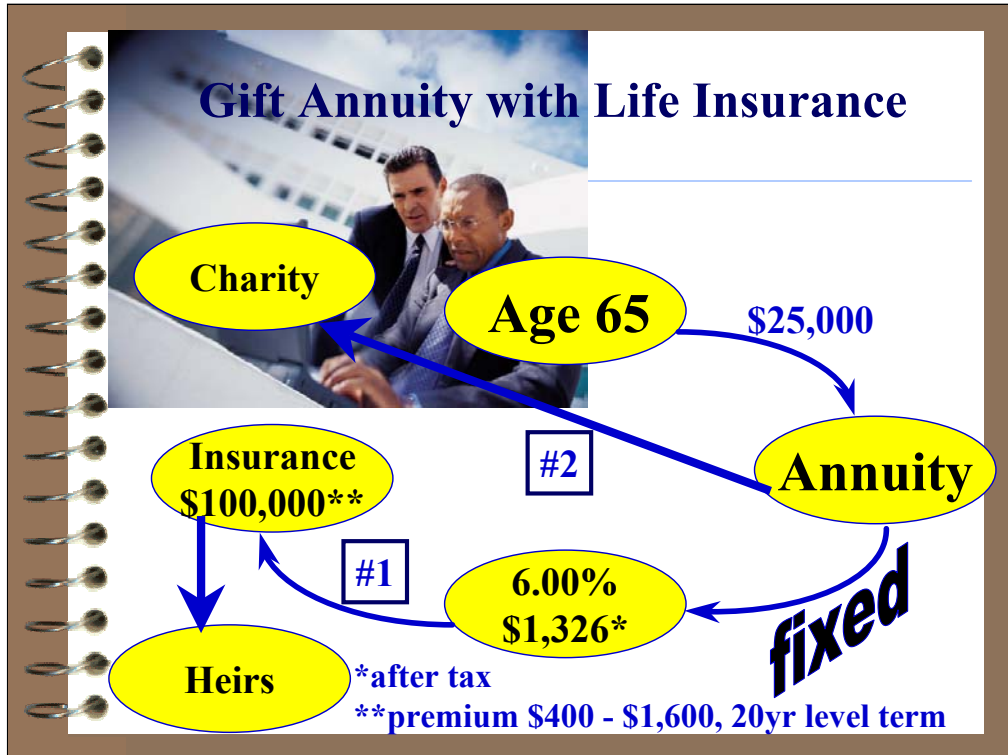 Gift Annuity with Life Insurance
Charity
Age 65
$25,000
Annuity
#2
Insurance
$100,000**
#1
6.00%
$1,326*
fixed
Heirs
*after tax
**premium $400 - $1,600, 20yr level term